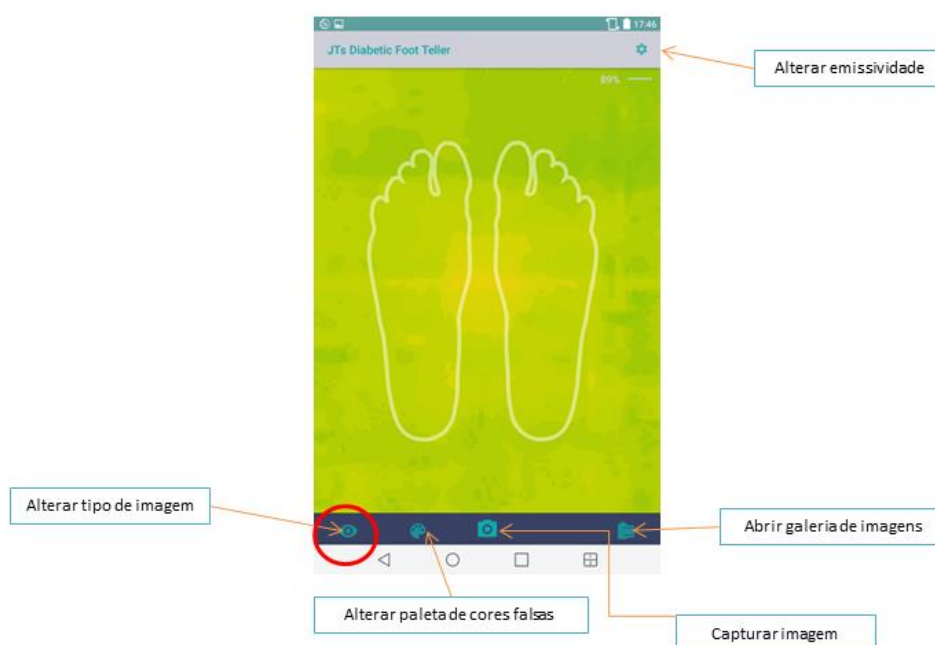 17:46
JTs Diabetic Foot Teller
Alterar emissividade
89%
Alterar tipo de imagem
Abrir galeria de imagens
Alterar paleta de cores falsas
Capturar imagem